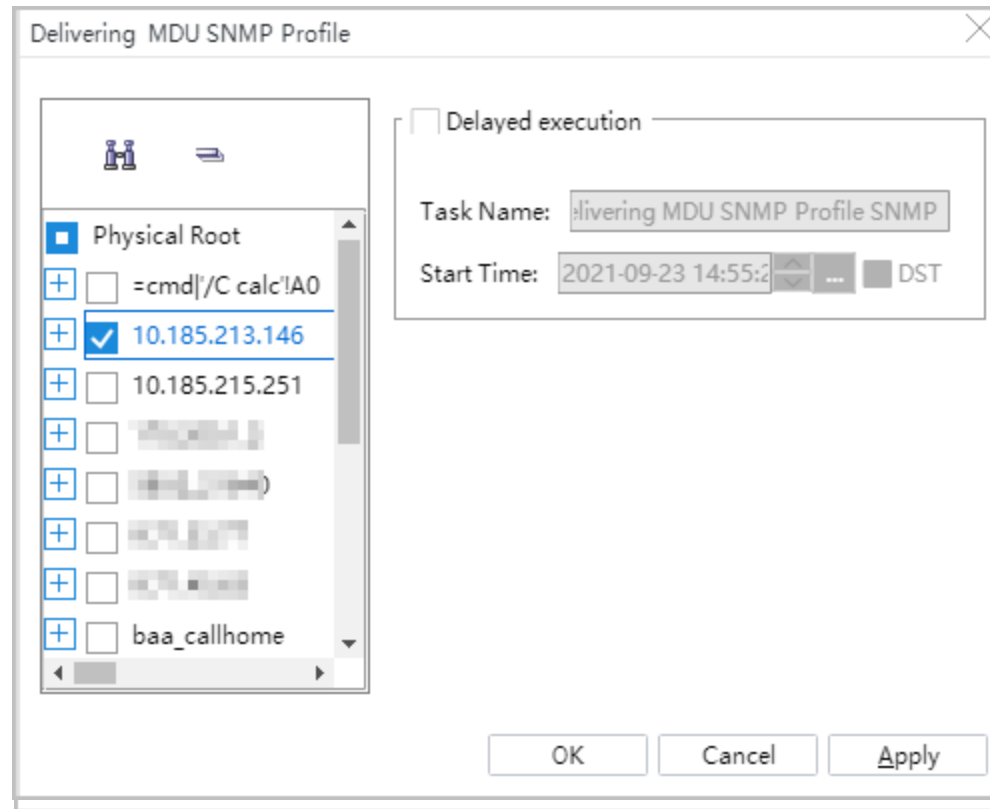 Delivering MDU SNMP Profile
Delayed execution
Task Name: elivering MDU SNMP Profile SNMP
Start Time: 2021-09-23 14:55:2 ... DST
Physical Root
=cmd|'/C calc'!A0
10.185.213.146
10.185.215.251
baa_callhome
OK Cancel Apply